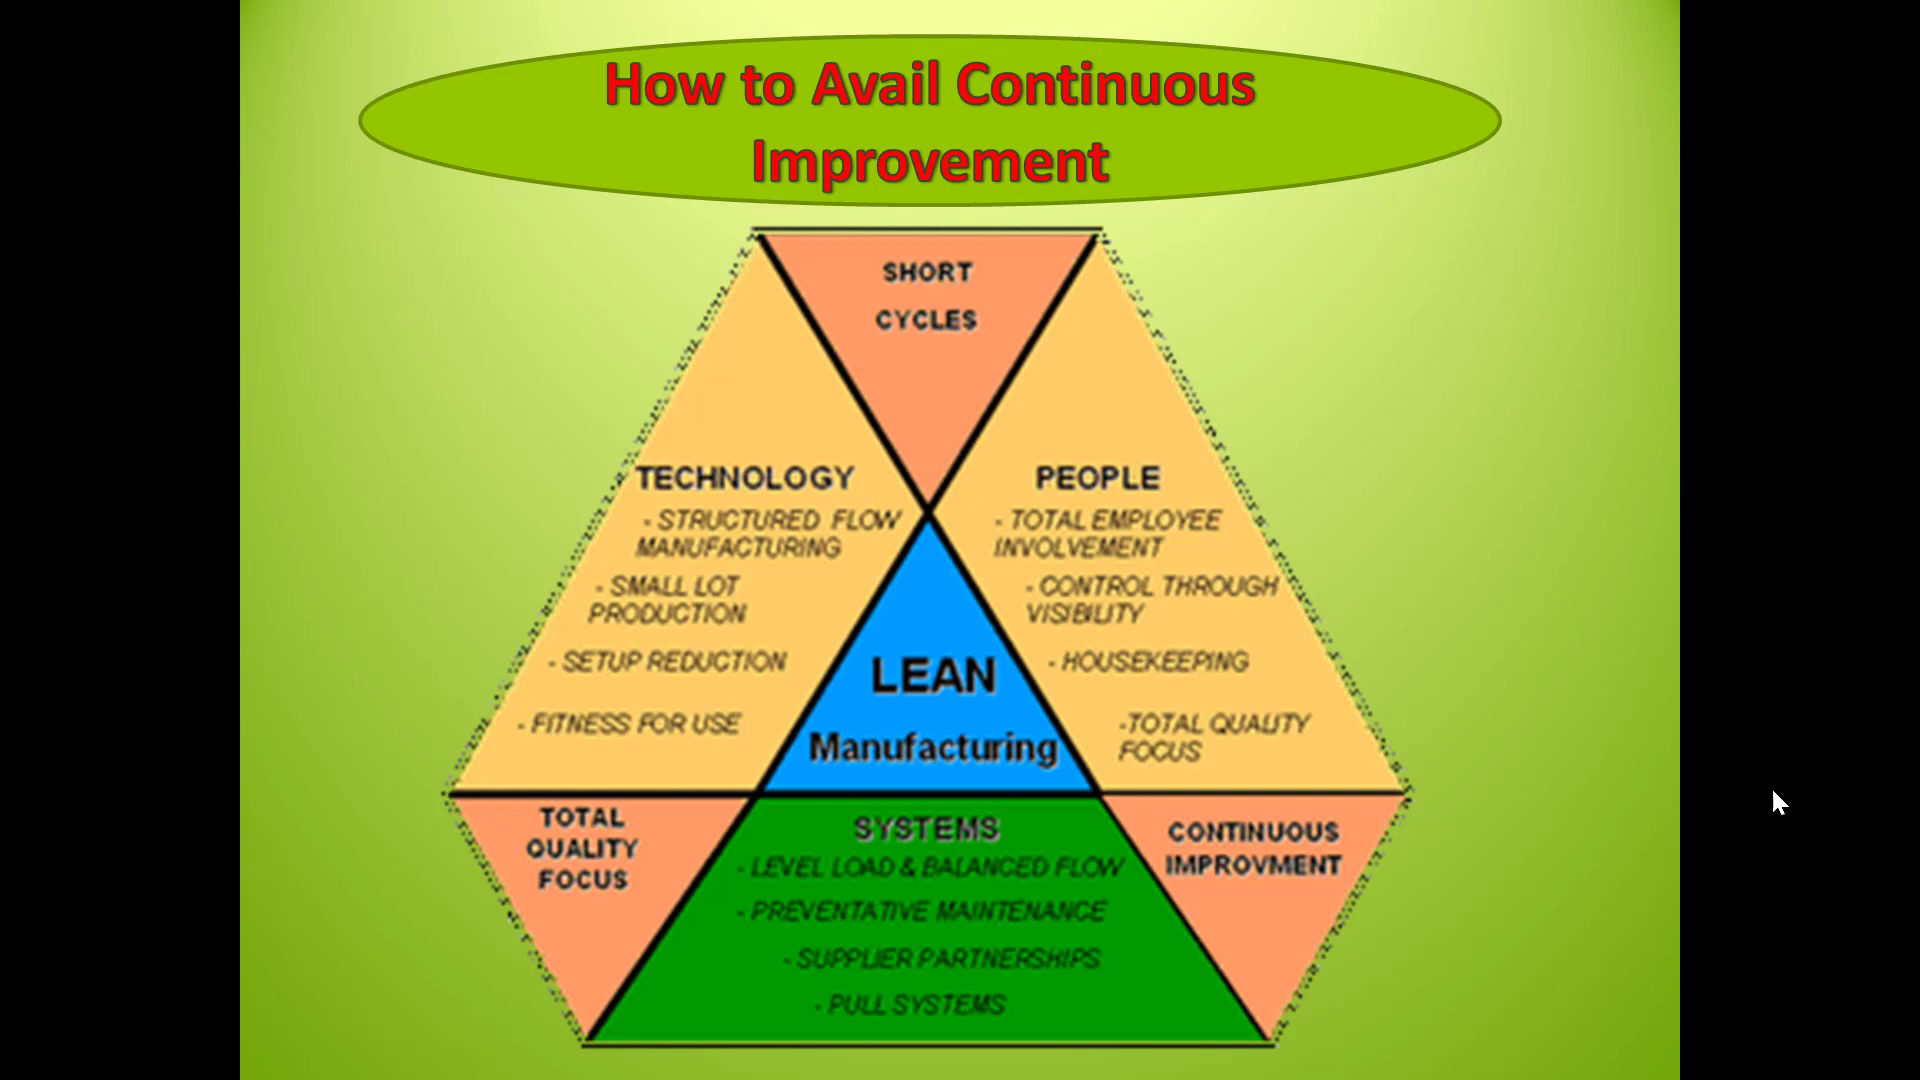 How to Avail Continuous
Improvement
SHORT
CYCLES
TECHNOLOGY
- STRUCTURED FLOW
MANUFACTURING
- SMALL LOT
PRODUCTION
- SETUP REDUCTION
- FITNESS FOR USE
PEOPLE
- TOTAL EMPLOYEE
INVOLVEMENT
- CONTROL THROUGH
VISIBILITY
- HOUSEKEEPING
-TOTAL QUALITY
FOCUS
LEAN
Manufacturing
TOTAL
QUALITY
FOCUS
SYSTEMS
- LEVEL LOAD & BALANCED FLOW
- PREVENTATIVE MAINTENANCE
- SUPPLIER PARTNERSHIPS
- PULL SYSTEMS
CONTINUOUS
IMPROVMENT